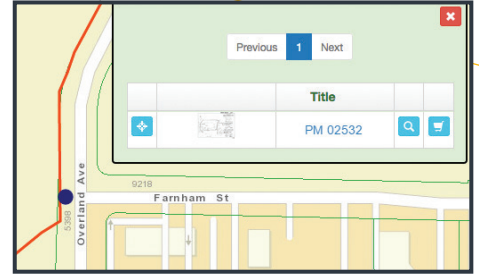 Previous 1 Next
Title
PM 02532
9218
Farnham St
Overland Ave
5398